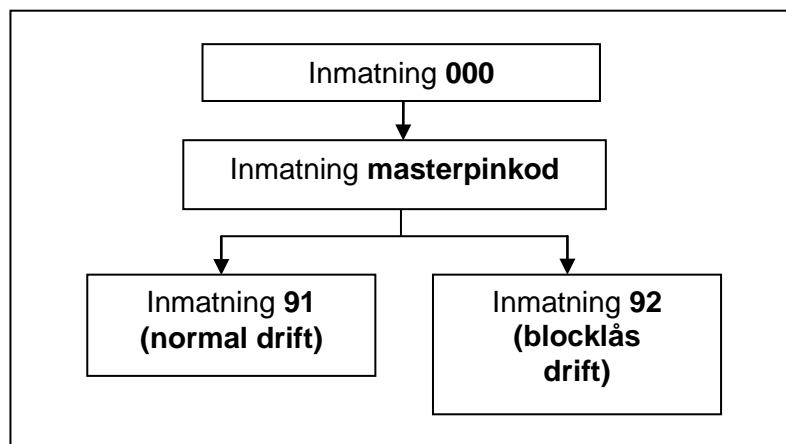 Inmatning 000
Inmatning masterpinkod
Inmatning 91
(normal drift)
Inmatning 92
(blocklås
drift)